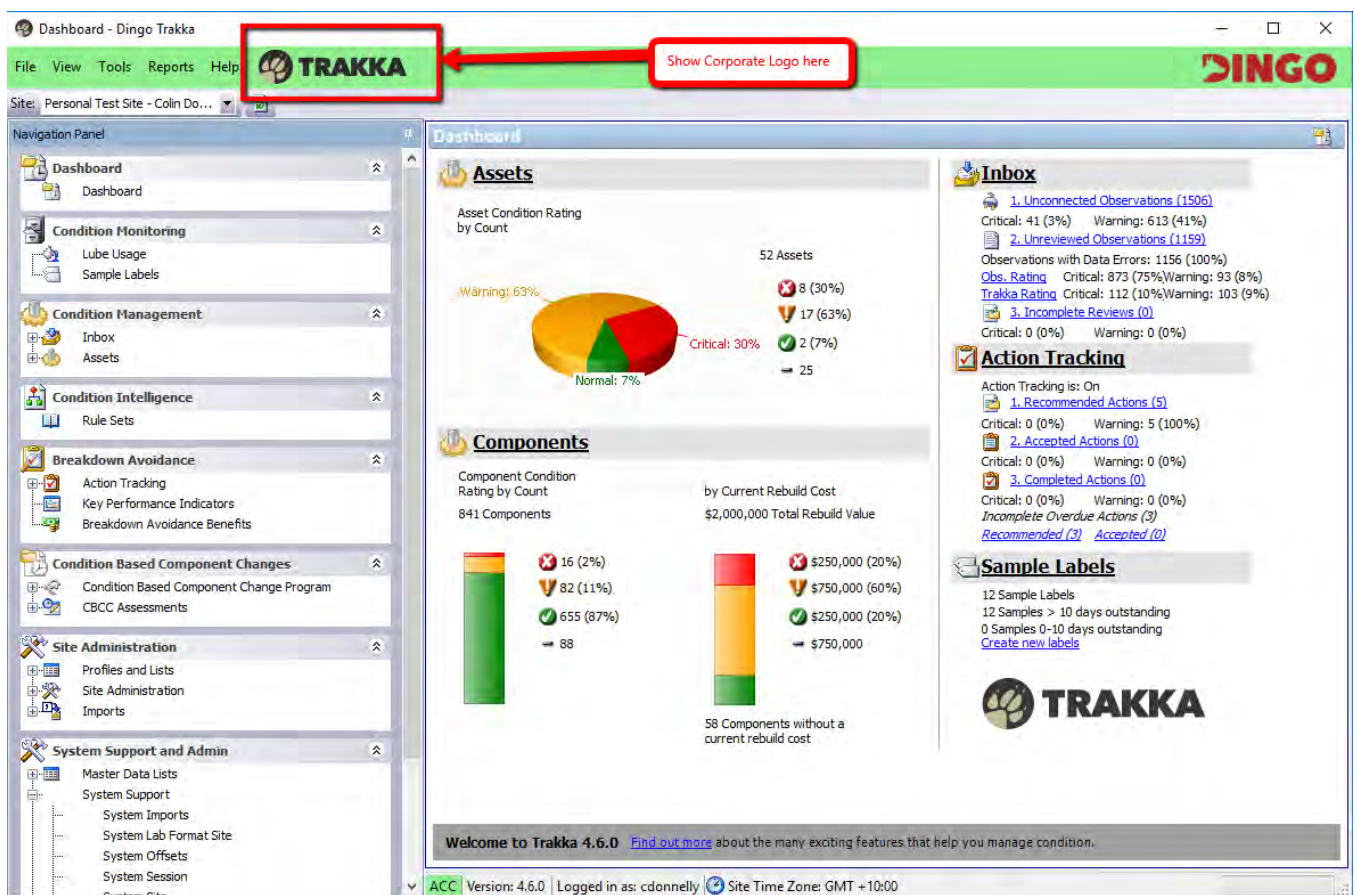 Dashboard - Dingo Trakka
File View Tools Reports Help
TRAKKA
Show Corporate Logo here
DINGO
Site: Personal Test Site - Colin Do...
Navigation Panel
Dashboard
Dashboard
Condition Monitoring
Lube Usage
Sample Labels
Condition Management
Inbox
Assets
Condition Intelligence
Rule Sets
Breakdown Avoidance
Action Tracking
Key Performance Indicators
Breakdown Avoidance Benefits
Condition Based Component Changes
Condition Based Component Change Program
CBCC Assessments
Site Administration
Profiles and Lists
Site Administration
Imports
System Support and Admin
Master Data Lists
System Support
System Imports
System Lab Format Site
System Offsets
System Session
Dashboard
Assets
Asset Condition Rating
by Count
52 Assets
Warning: 63%
Critical: 30%
Normal: 7%
8 (30%)
17 (63%)
2 (7%)
25
Components
Component Condition
Rating by Count
841 Components
16 (2%)
82 (11%)
655 (87%)
88
by Current Rebuild Cost
$2,000,000 Total Rebuild Value
$250,000 (20%)
$750,000 (60%)
$250,000 (20%)
$750,000
58 Components without a
current rebuild cost
Inbox
1. Unconnected Observations (1506)
Critical: 41 (3%) Warning: 613 (41%)
2. Unreviewed Observations (1159)
Observations with Data Errors: 1156 (100%)
Obs. Rating Critical: 873 (75%)Warning: 93 (8%)
Trakka Rating Critical: 112 (10%)Warning: 103 (9%)
3. Incomplete Reviews (0)
Critical: 0 (0%) Warning: 0 (0%)
Action Tracking
Action Tracking is: On
1. Recommended Actions (5)
Critical: 0 (0%) Warning: 5 (100%)
2. Accepted Actions (0)
Critical: 0 (0%) Warning: 0 (0%)
3. Completed Actions (0)
Critical: 0 (0%) Warning: 0 (0%)
Incomplete Overdue Actions (3)
Recommended (3) Accepted (0)
Sample Labels
12 Sample Labels
12 Samples > 10 days outstanding
0 Samples 0-10 days outstanding
Create new labels
TRAKKA
Welcome to Trakka 4.6.0 Find out more about the many exciting features that help you manage condition.
ACC Version: 4.6.0 Logged in as: cdonnelly Site Time Zone: GMT +10:00